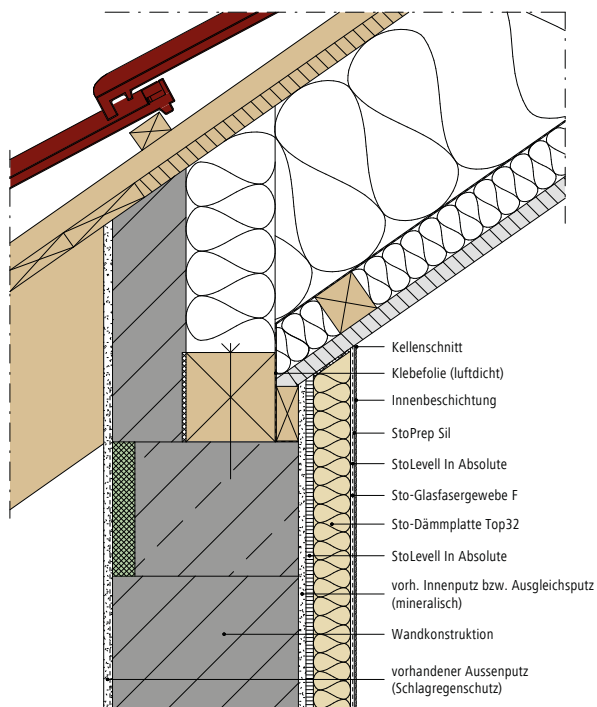 Kellenschnitt
Klebefolie (luftdicht)
Innenbeschichtung
StoPrep Sil
StoLevell In Absolute
Sto-Glasfasergewebe F
Sto-Dämmplatte Top32
StoLevell In Absolute
vorh. Innenputz bzw. Ausgleichsputz
(mineralisch)
Wandkonstruktion
vorhandener Aussenputz
(Schlagregenschutz)